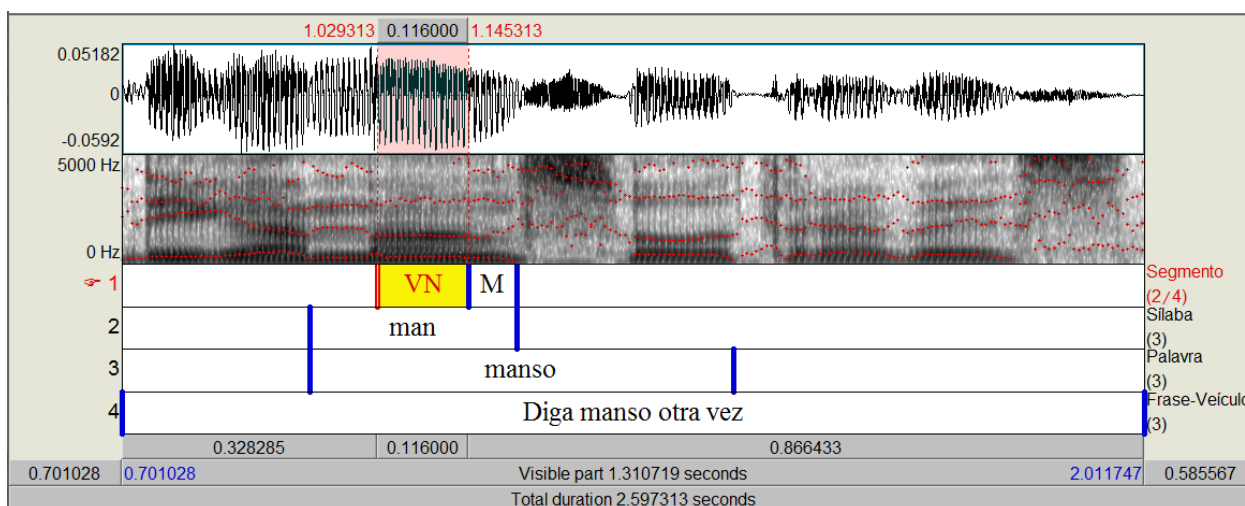 1.029313 0.116000 1.145313
0.05182
0
-0.0592
5000 Hz
0 Hz
1 VN M Segmento
(2/4)
2 man Sílaba
(3)
3 manso Palavra
(3)
4 Diga manso otra vez Frase-Veículo
(3)
0.328285 0.116000 0.866433
0.701028 0.701028 Visible part 1.310719 seconds 2.011747 0.585567
Total duration 2.597313 seconds